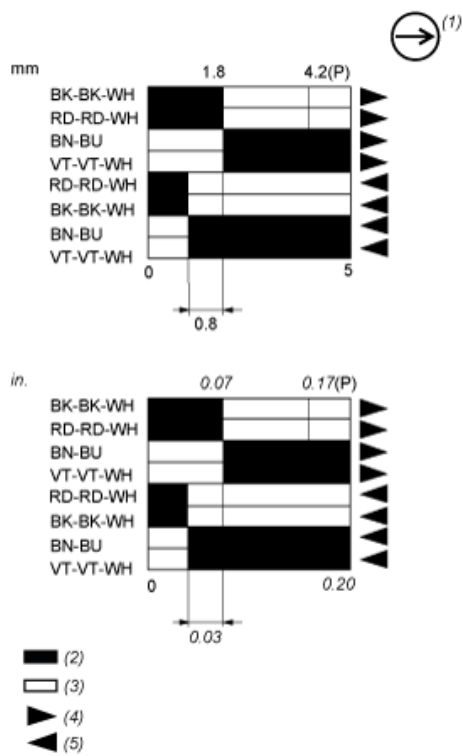 (1)
mm
1.8 4.2(P)
BK-BK-WH
RD-RD-WH
BN-BU
VT-VT-WH
RD-RD-WH
BK-BK-WH
BN-BU
VT-VT-WH
0 5
0.8
in.
0.07 0.17(P)
BK-BK-WH
RD-RD-WH
BN-BU
VT-VT-WH
RD-RD-WH
BK-BK-WH
BN-BU
VT-VT-WH
0 0.20
0.03
(2)
(3)
(4)
(5)